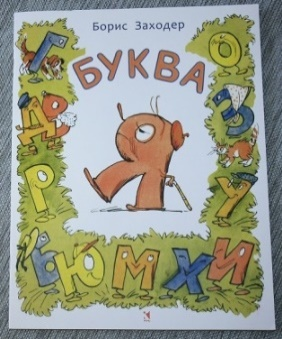 Борис Заходер
БУКВА
Я
Г О
Д З
Р У
Ь Ю М Х И